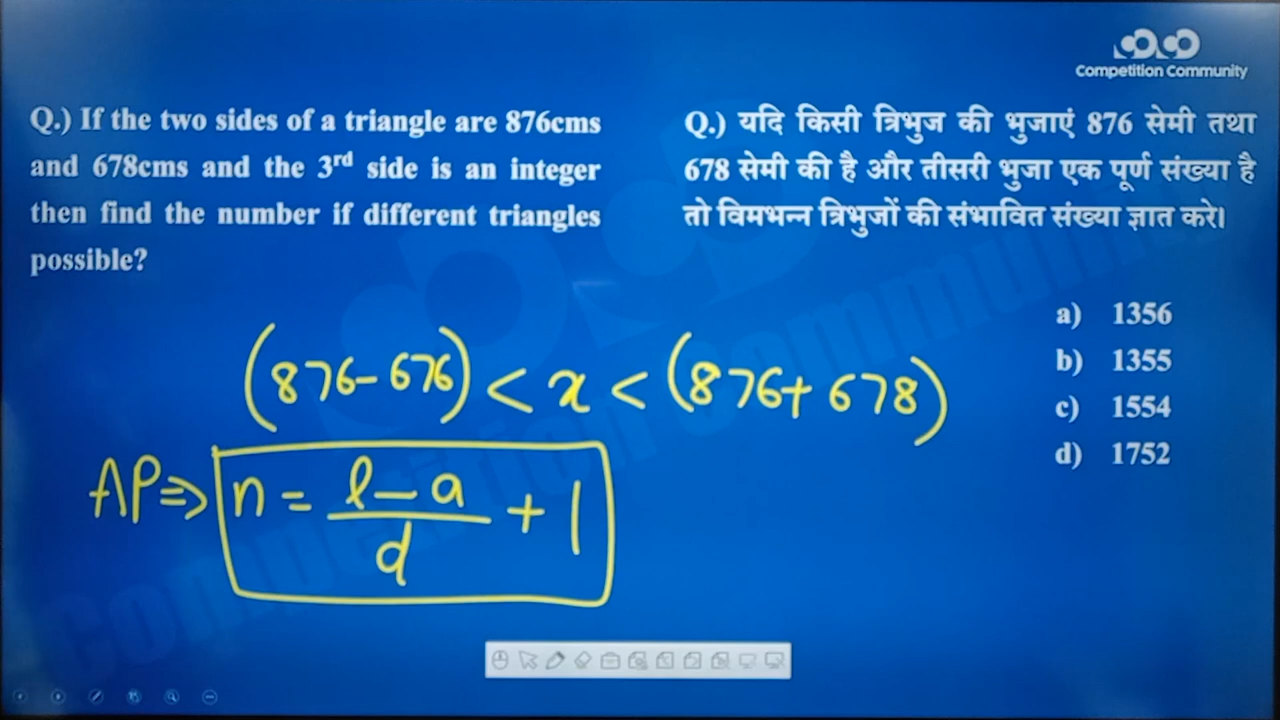 Competition Community
Q.) If the two sides of a triangle are 876cms
and 678cms and the 3rd side is an integer
then find the number if different triangles
possible?
Q.) यदि किसी त्रिभुज की भुजाएं 876 सेमी तथा
678 सेमी की है और तीसरी भुजा एक पूर्ण संख्या है
तो विमभन्न त्रिभुजों की संभावित संख्या ज्ञात करे।
a) 1356
b) 1355
c) 1554
d) 1752
(876-676) < x < (876+678)
AP⇒ n = l-a/d + 1
Competition Community